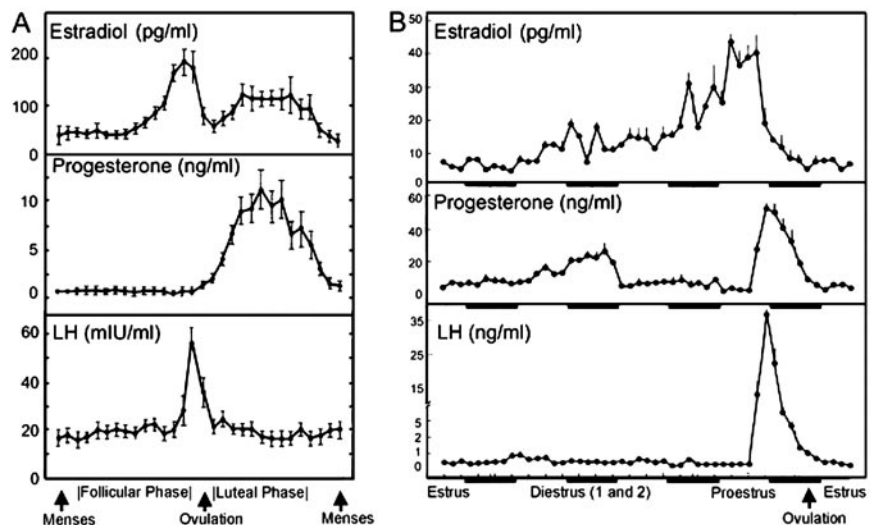 A
Estradiol (pg/ml)
200
100
0
Progesterone (ng/ml)
10
5
0
LH (mIU/ml)
60
40
20
0
|Follicular Phase| |Luteal Phase|
Menses Ovulation Menses
B
50
Estradiol (pg/ml)
40
30
20
10
0
60
Progesterone (ng/ml)
40
20
0
35
LH (ng/ml)
25
15
5
2
1
0
Estrus Diestrus (1 and 2) Proestrus Estrus
Ovulation